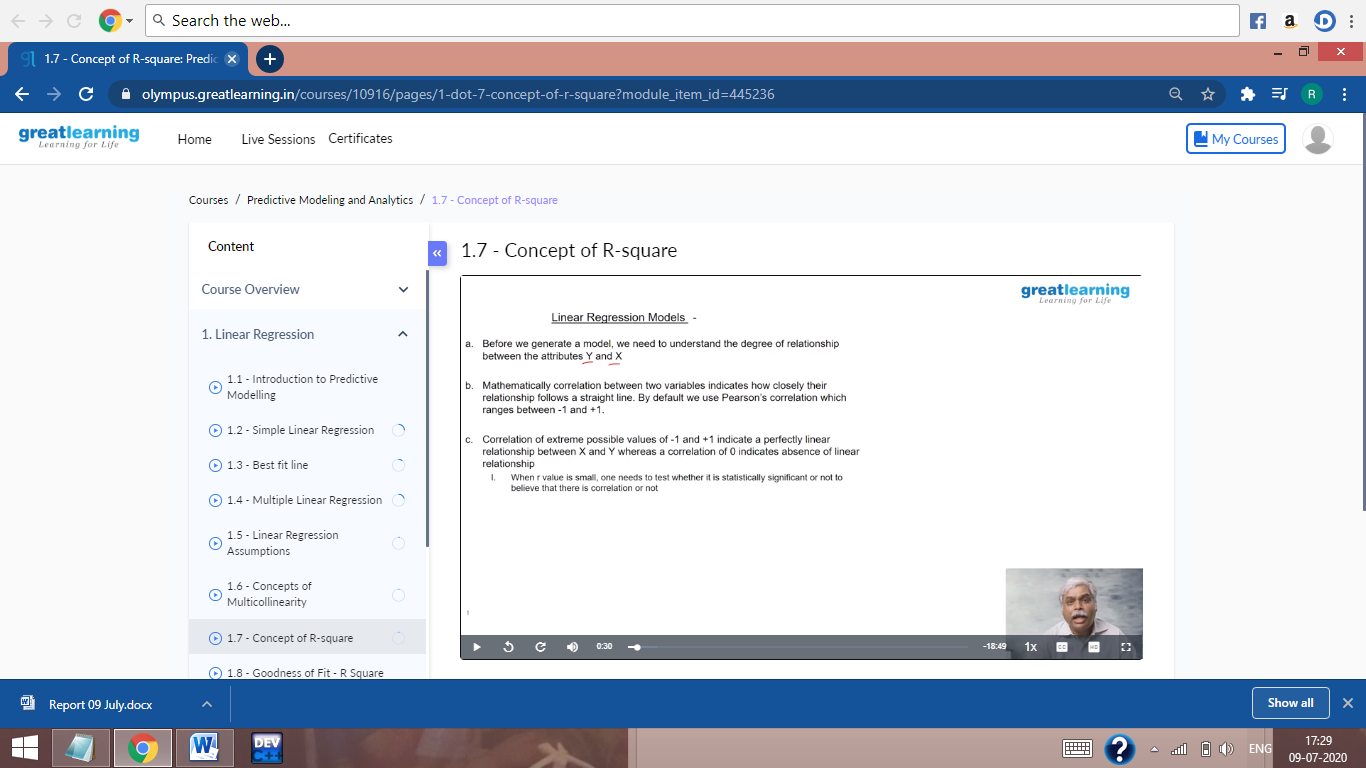 Search the web...
1.7 - Concept of R-square: Predic
olympus.greatlearning.in/courses/10916/pages/1-dot-7-concept-of-r-square?module_item_id=445236
R
greatlearning
Learning for Life
Home
Live Sessions
Certificates
My Courses
Courses / Predictive Modeling and Analytics / 1.7 - Concept of R-square
Content
Course Overview
1. Linear Regression
1.1 - Introduction to Predictive
Modelling
1.2 - Simple Linear Regression
1.3 - Best fit line
1.4 - Multiple Linear Regression
1.5 - Linear Regression
Assumptions
1.6 - Concepts of
Multicollinearity
1.7 - Concept of R-square
1.8 - Goodness of Fit - R Square
1.7 - Concept of R-square
greatlearning
Learning for Life
Linear Regression Models -
a. Before we generate a model, we need to understand the degree of relationship
between the attributes Y and X
b. Mathematically correlation between two variables indicates how closely their
relationship follows a straight line. By default we use Pearson's correlation which
ranges between -1 and +1.
c. Correlation of extreme possible values of -1 and +1 indicate a perfectly linear
relationship between X and Y whereas a correlation of 0 indicates absence of linear
relationship
I. When r value is small, one needs to test whether it is statistically significant or not to
believe that there is correlation or not
1
0:30
-18:49
1x
CC
HD
Report 09 July.docx
Show all
DEV
C++
ENG
17:29
09-07-2020